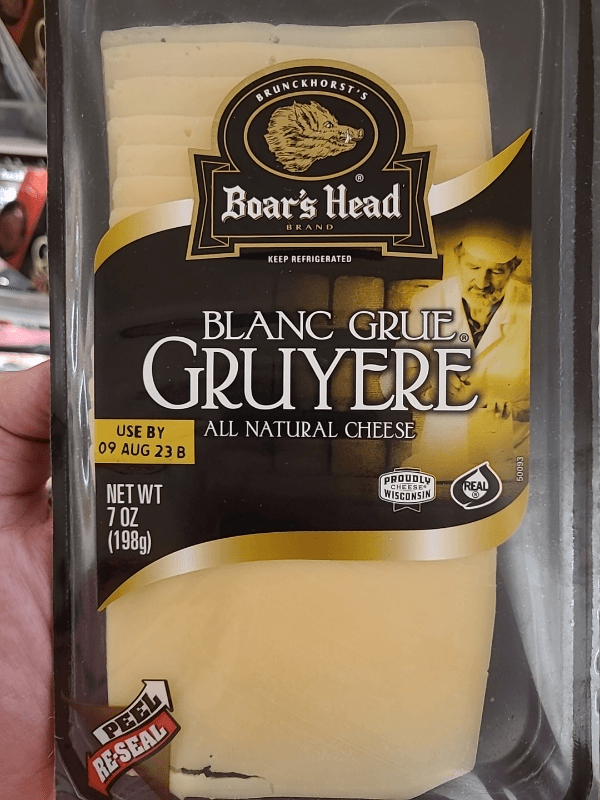 BRUNCKHORST'S
Boar's Head®
BRAND
KEEP REFRIGERATED
BLANC GRUE®
GRUYERE
ALL NATURAL CHEESE
USE BY
09 AUG 23 B
NET WT
7 OZ
(198g)
PROUDLY
WISCONSIN
CHEESE®
REAL
®
50093
PEEL
RE-SEAL